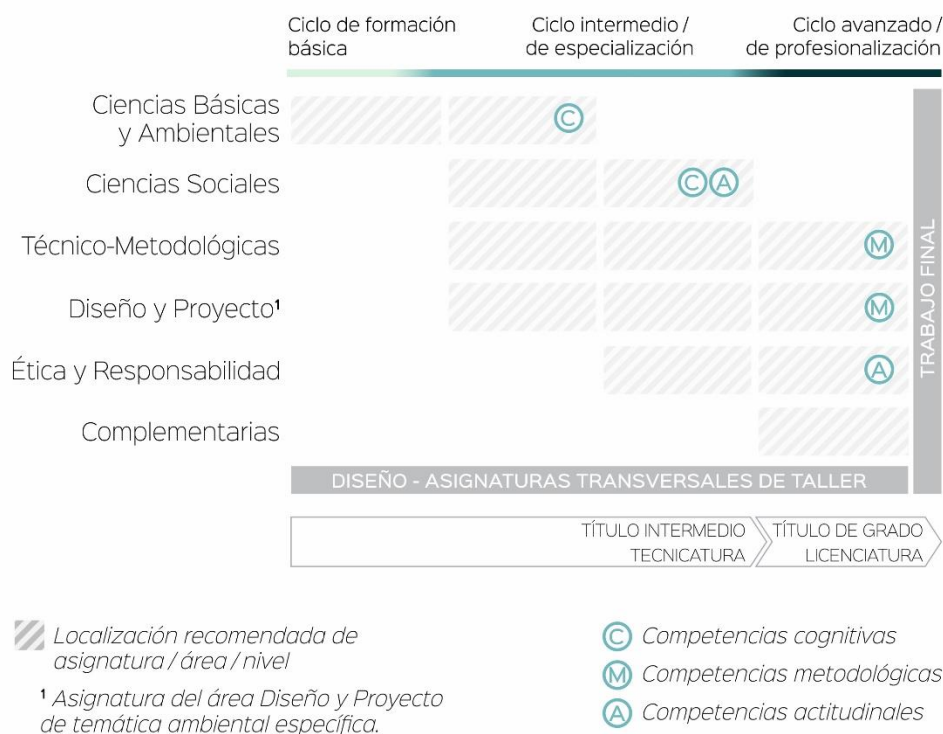 Ciclo de formación
básica
Ciclo intermedio /
de especialización
Ciclo avanzado /
de profesionalización
Ciencias Básicas
y Ambientales
C
Ciencias Sociales
C A
Técnico-Metodológicas
M
Diseño y Proyecto¹
M
Ética y Responsabilidad
A
Complementarias
TRABAJO FINAL
DISEÑO - ASIGNATURAS TRANSVERSALES DE TALLER
TÍTULO INTERMEDIO
TECNICATURA
TÍTULO DE GRADO
LICENCIATURA
Localización recomendada de
asignatura / área / nivel
¹ Asignatura del área Diseño y Proyecto
de temática ambiental específica.
C Competencias cognitivas
M Competencias metodológicas
A Competencias actitudinales